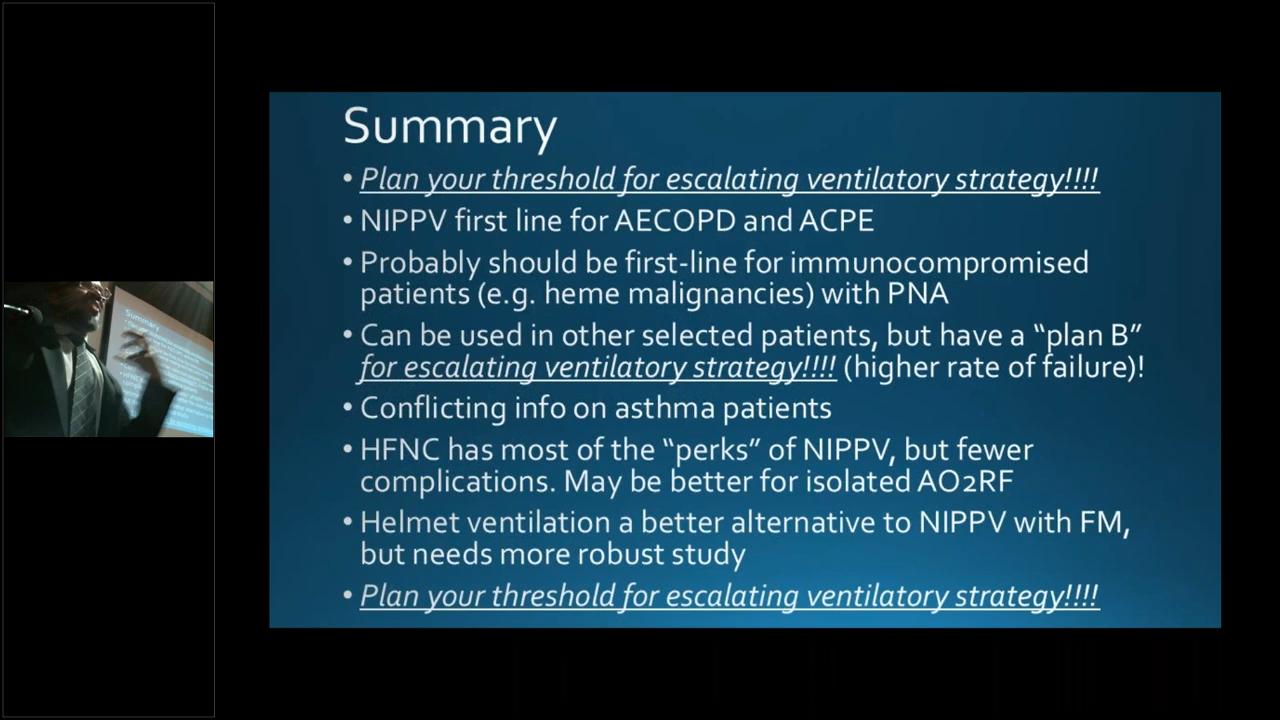 Summary
• Plan your threshold for escalating ventilatory strategy!!!!
• NIPPV first line for AECOPD and ACPE
• Probably should be first-line for immunocompromised
patients (e.g. heme malignancies) with PNA
• Can be used in other selected patients, but have a “plan B”
for escalating ventilatory strategy!!!! (higher rate of failure)!
• Conflicting info on asthma patients
• HFNC has most of the “perks” of NIPPV, but fewer
complications. May be better for isolated AO2RF
• Helmet ventilation a better alternative to NIPPV with FM,
but needs more robust study
• Plan your threshold for escalating ventilatory strategy!!!!
Summary